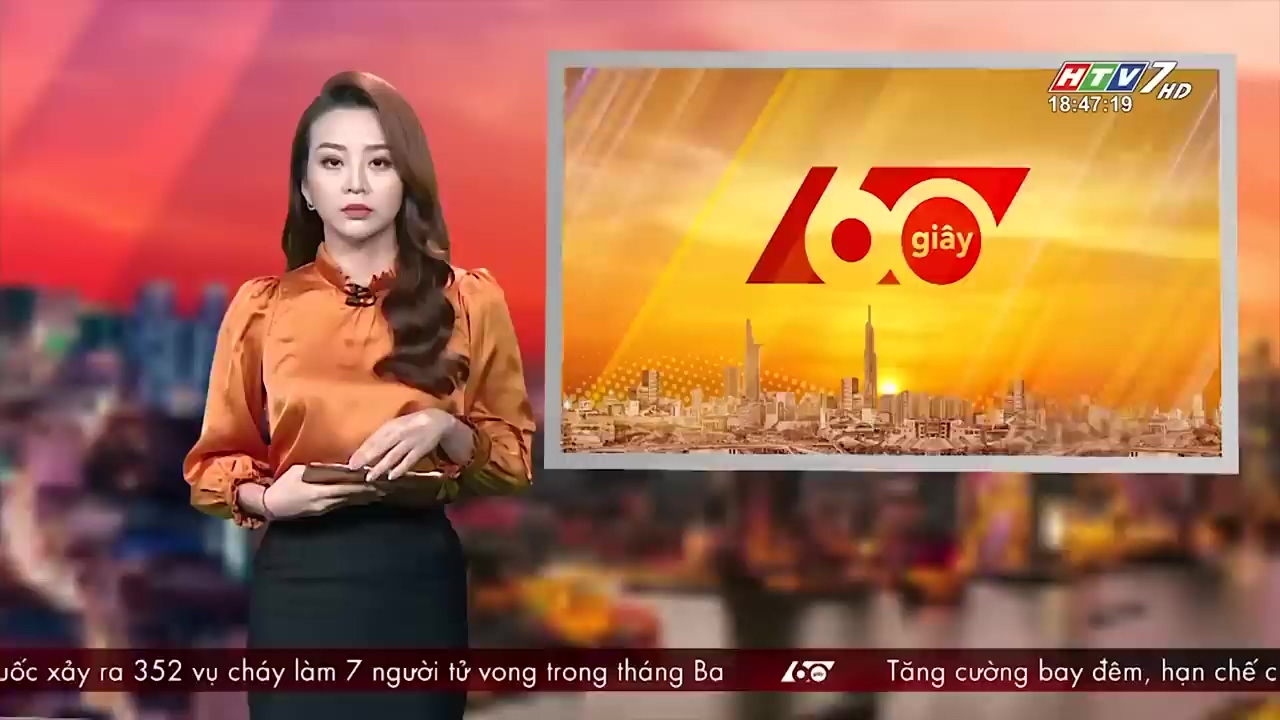 HTV7 HD
18:47:19
60 giây
xảy ra 352 vụ cháy làm 7 người tử vong trong tháng Ba 60 Tăng cường bay đêm, hạn chế